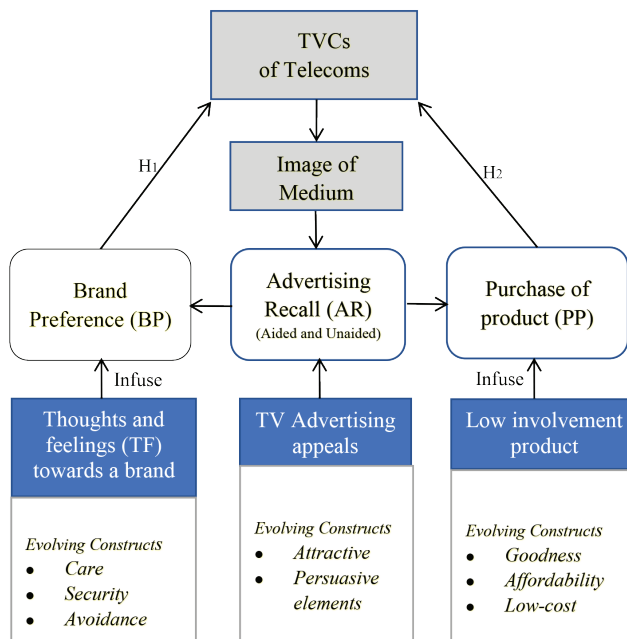 TVCs
of Telecoms
H1
H2
Image of
Medium
Brand
Preference (BP)
Advertising
Recall (AR)
(Aided and Unaided)
Purchase of
product (PP)
Infuse
Infuse
Thoughts and
feelings (TF)
towards a brand
TV Advertising
appeals
Low involvement
product
Evolving Constructs
● Care
● Security
● Avoidance
Evolving Constructs
● Attractive
● Persuasive
elements
Evolving Constructs
● Goodness
● Affordability
● Low-cost